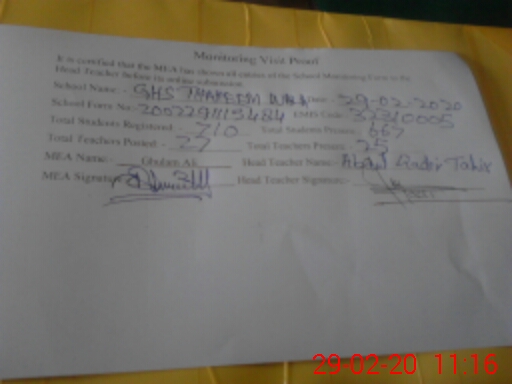 Monitoring Visit Proof
It is certified that the MEA has shown all entries of the School Monitoring Form to the
Head Teacher before its online submission.
School Name:- GHS Date:- 29-02-2020
School Form No:- EMIS Code: 32310005
Total Students Registered:- 710 Total Students Present:- 667
Total Teachers Posted:- 27 Total Teachers Present:- 25
MEA Name: Ghulam Ali Head Teacher Name:- Abdul Qadir Tahir
MEA Signature Head Teacher Signature:-
29-02-20 11:16